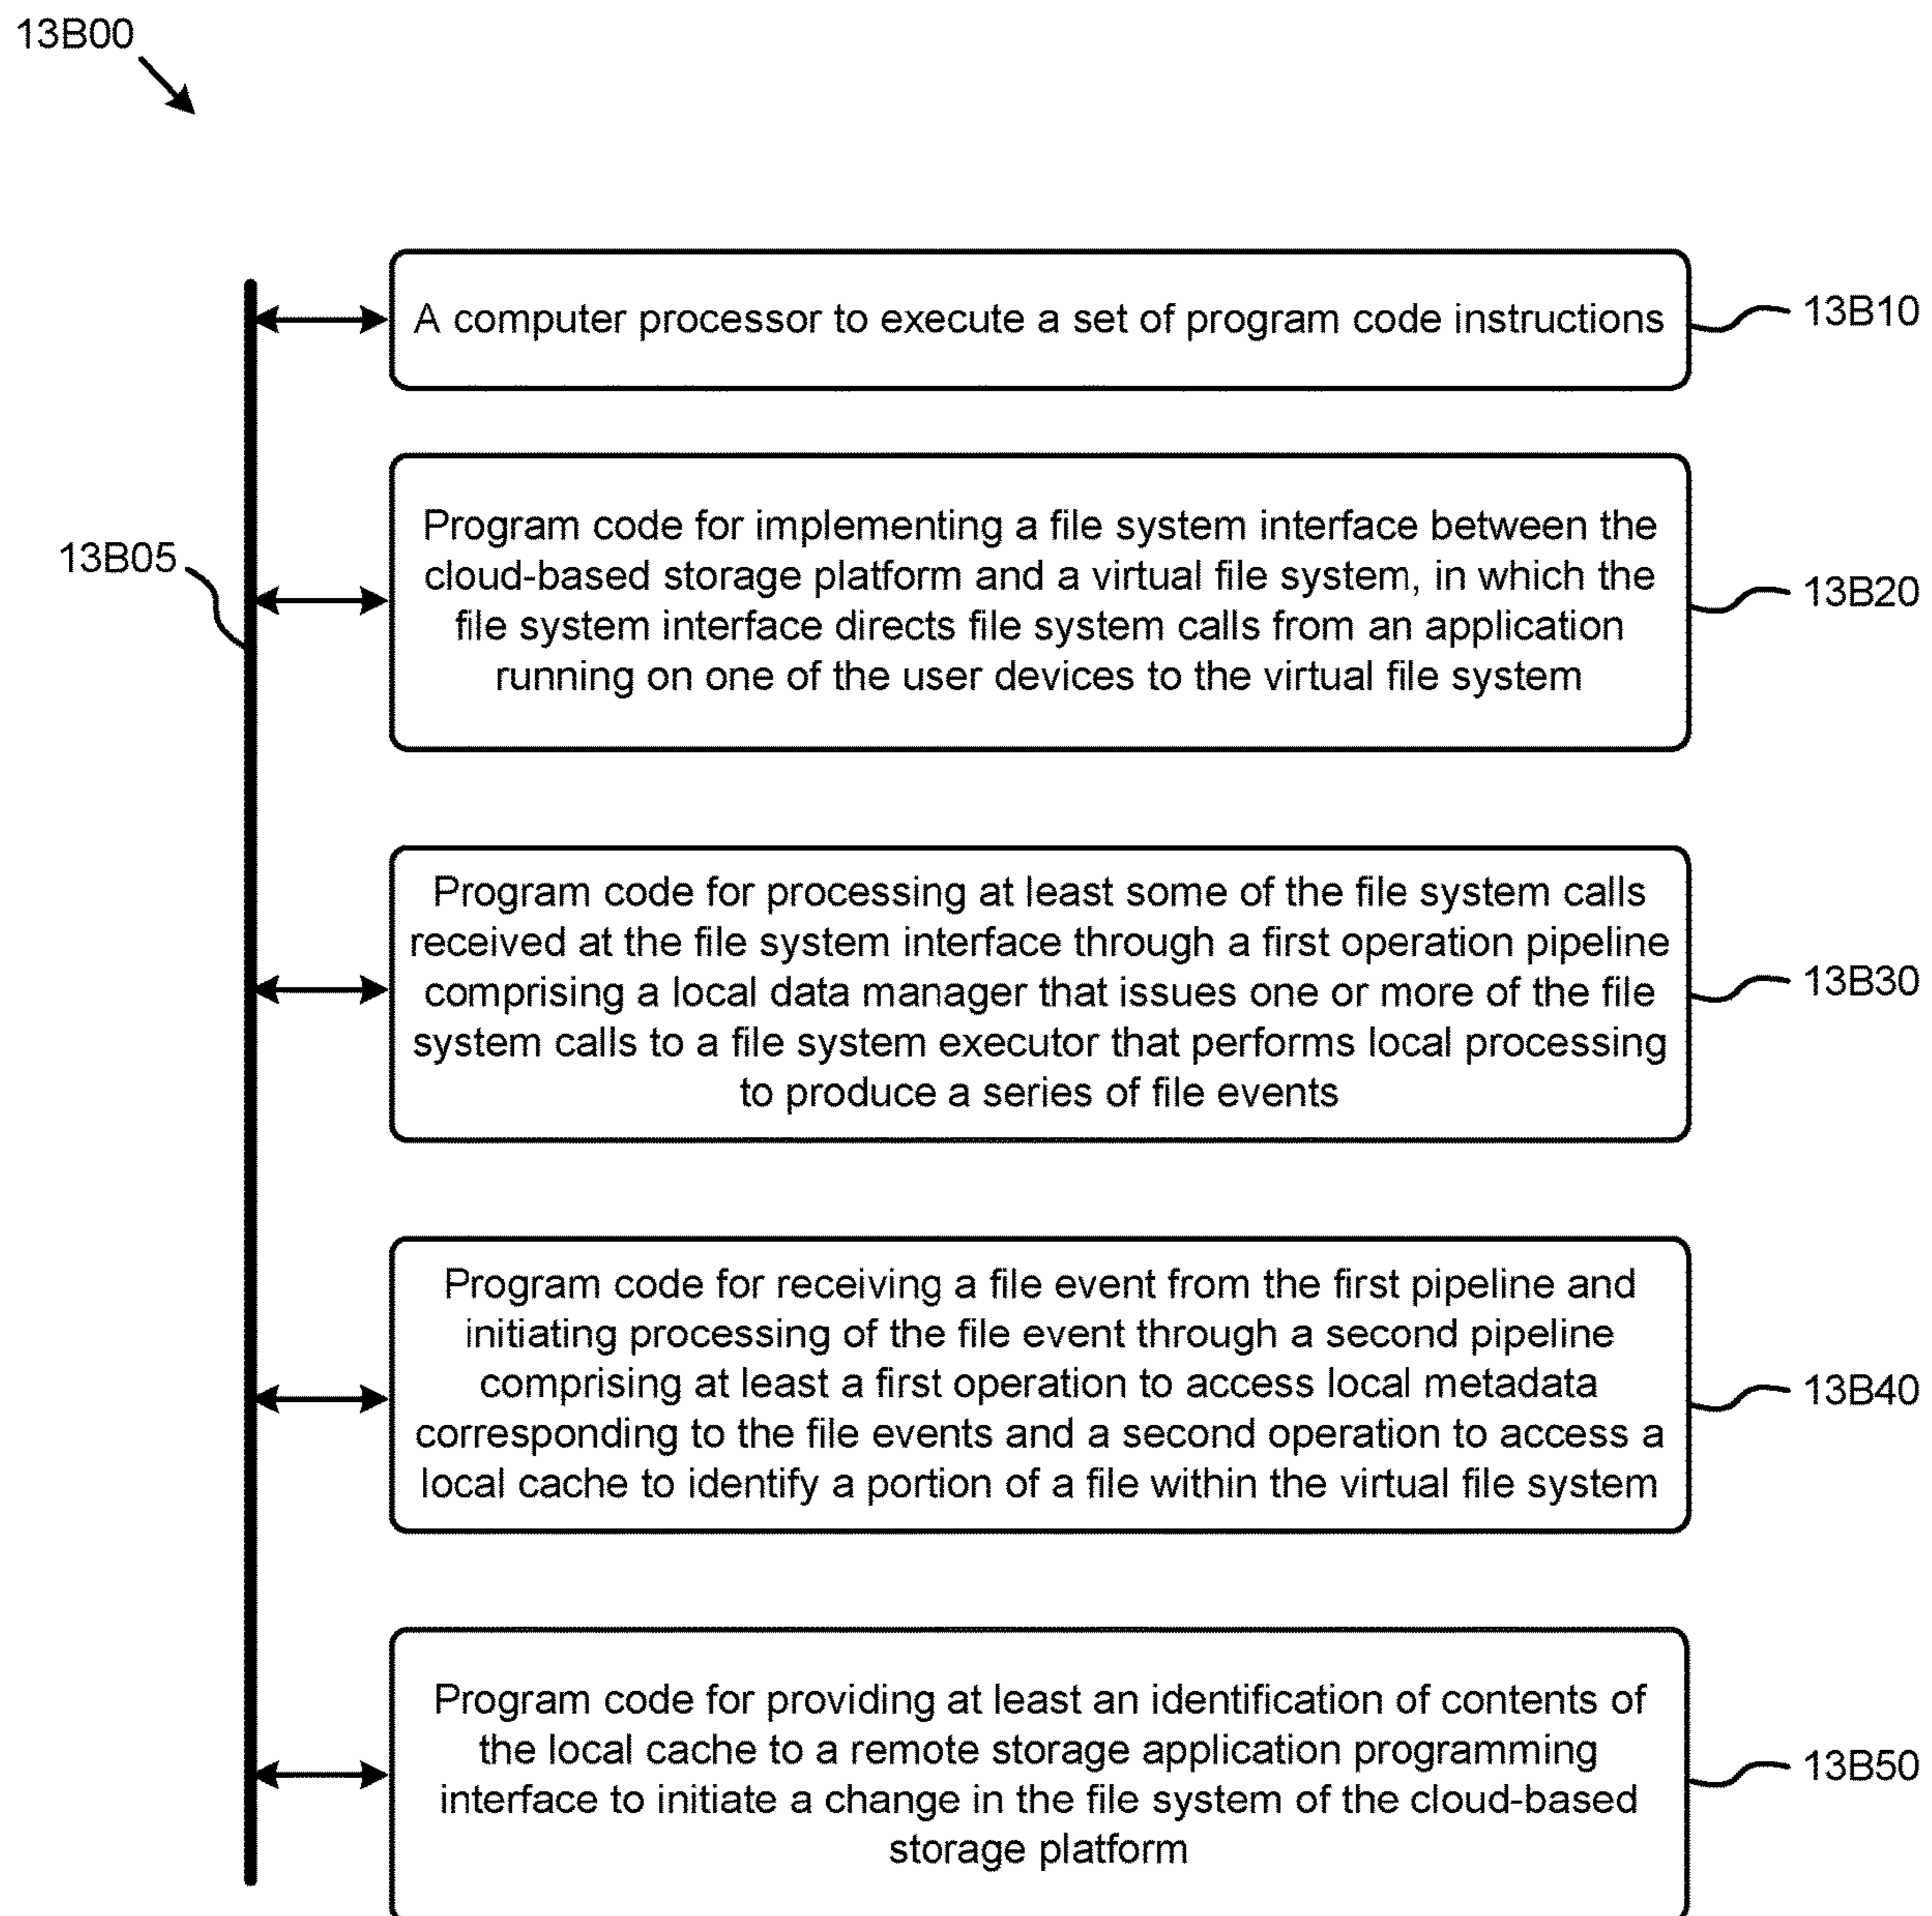 13B00
A computer processor to execute a set of program code instructions
13B10
Program code for implementing a file system interface between the
cloud-based storage platform and a virtual file system, in which the
file system interface directs file system calls from an application
running on one of the user devices to the virtual file system
13B05
13B20
Program code for processing at least some of the file system calls
received at the file system interface through a first operation pipeline
comprising a local data manager that issues one or more of the file
system calls to a file system executor that performs local processing
to produce a series of file events
13B30
Program code for receiving a file event from the first pipeline and
initiating processing of the file event through a second pipeline
comprising at least a first operation to access local metadata
corresponding to the file events and a second operation to access a
local cache to identify a portion of a file within the virtual file system
13B40
Program code for providing at least an identification of contents of
the local cache to a remote storage application programming
interface to initiate a change in the file system of the cloud-based
storage platform
13B50